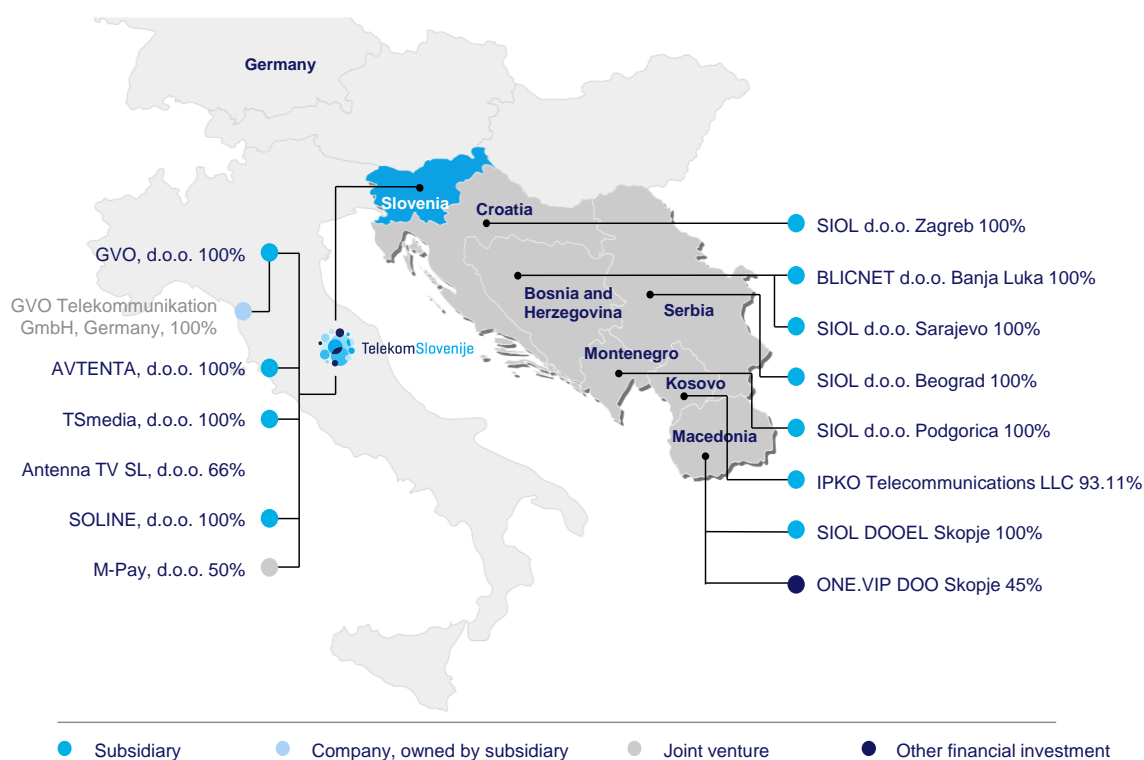 Germany
Slovenia
Croatia
Bosnia and
Herzegovina
Serbia
Montenegro
Kosovo
Macedonia
GVO, d.o.o. 100%
GVO Telekommunikation
GmbH, Germany, 100%
AVTENTA, d.o.o. 100%
TSmedia, d.o.o. 100%
Antenna TV SL, d.o.o. 66%
SOLINE, d.o.o. 100%
M-Pay, d.o.o. 50%
TelekomSlovenije
SIOL d.o.o. Zagreb 100%
BLICNET d.o.o. Banja Luka 100%
SIOL d.o.o. Sarajevo 100%
SIOL d.o.o. Beograd 100%
SIOL d.o.o. Podgorica 100%
IPKO Telecommunications LLC 93.11%
SIOL DOOEL Skopje 100%
ONE.VIP DOO Skopje 45%
Subsidiary
Company, owned by subsidiary
Joint venture
Other financial investment